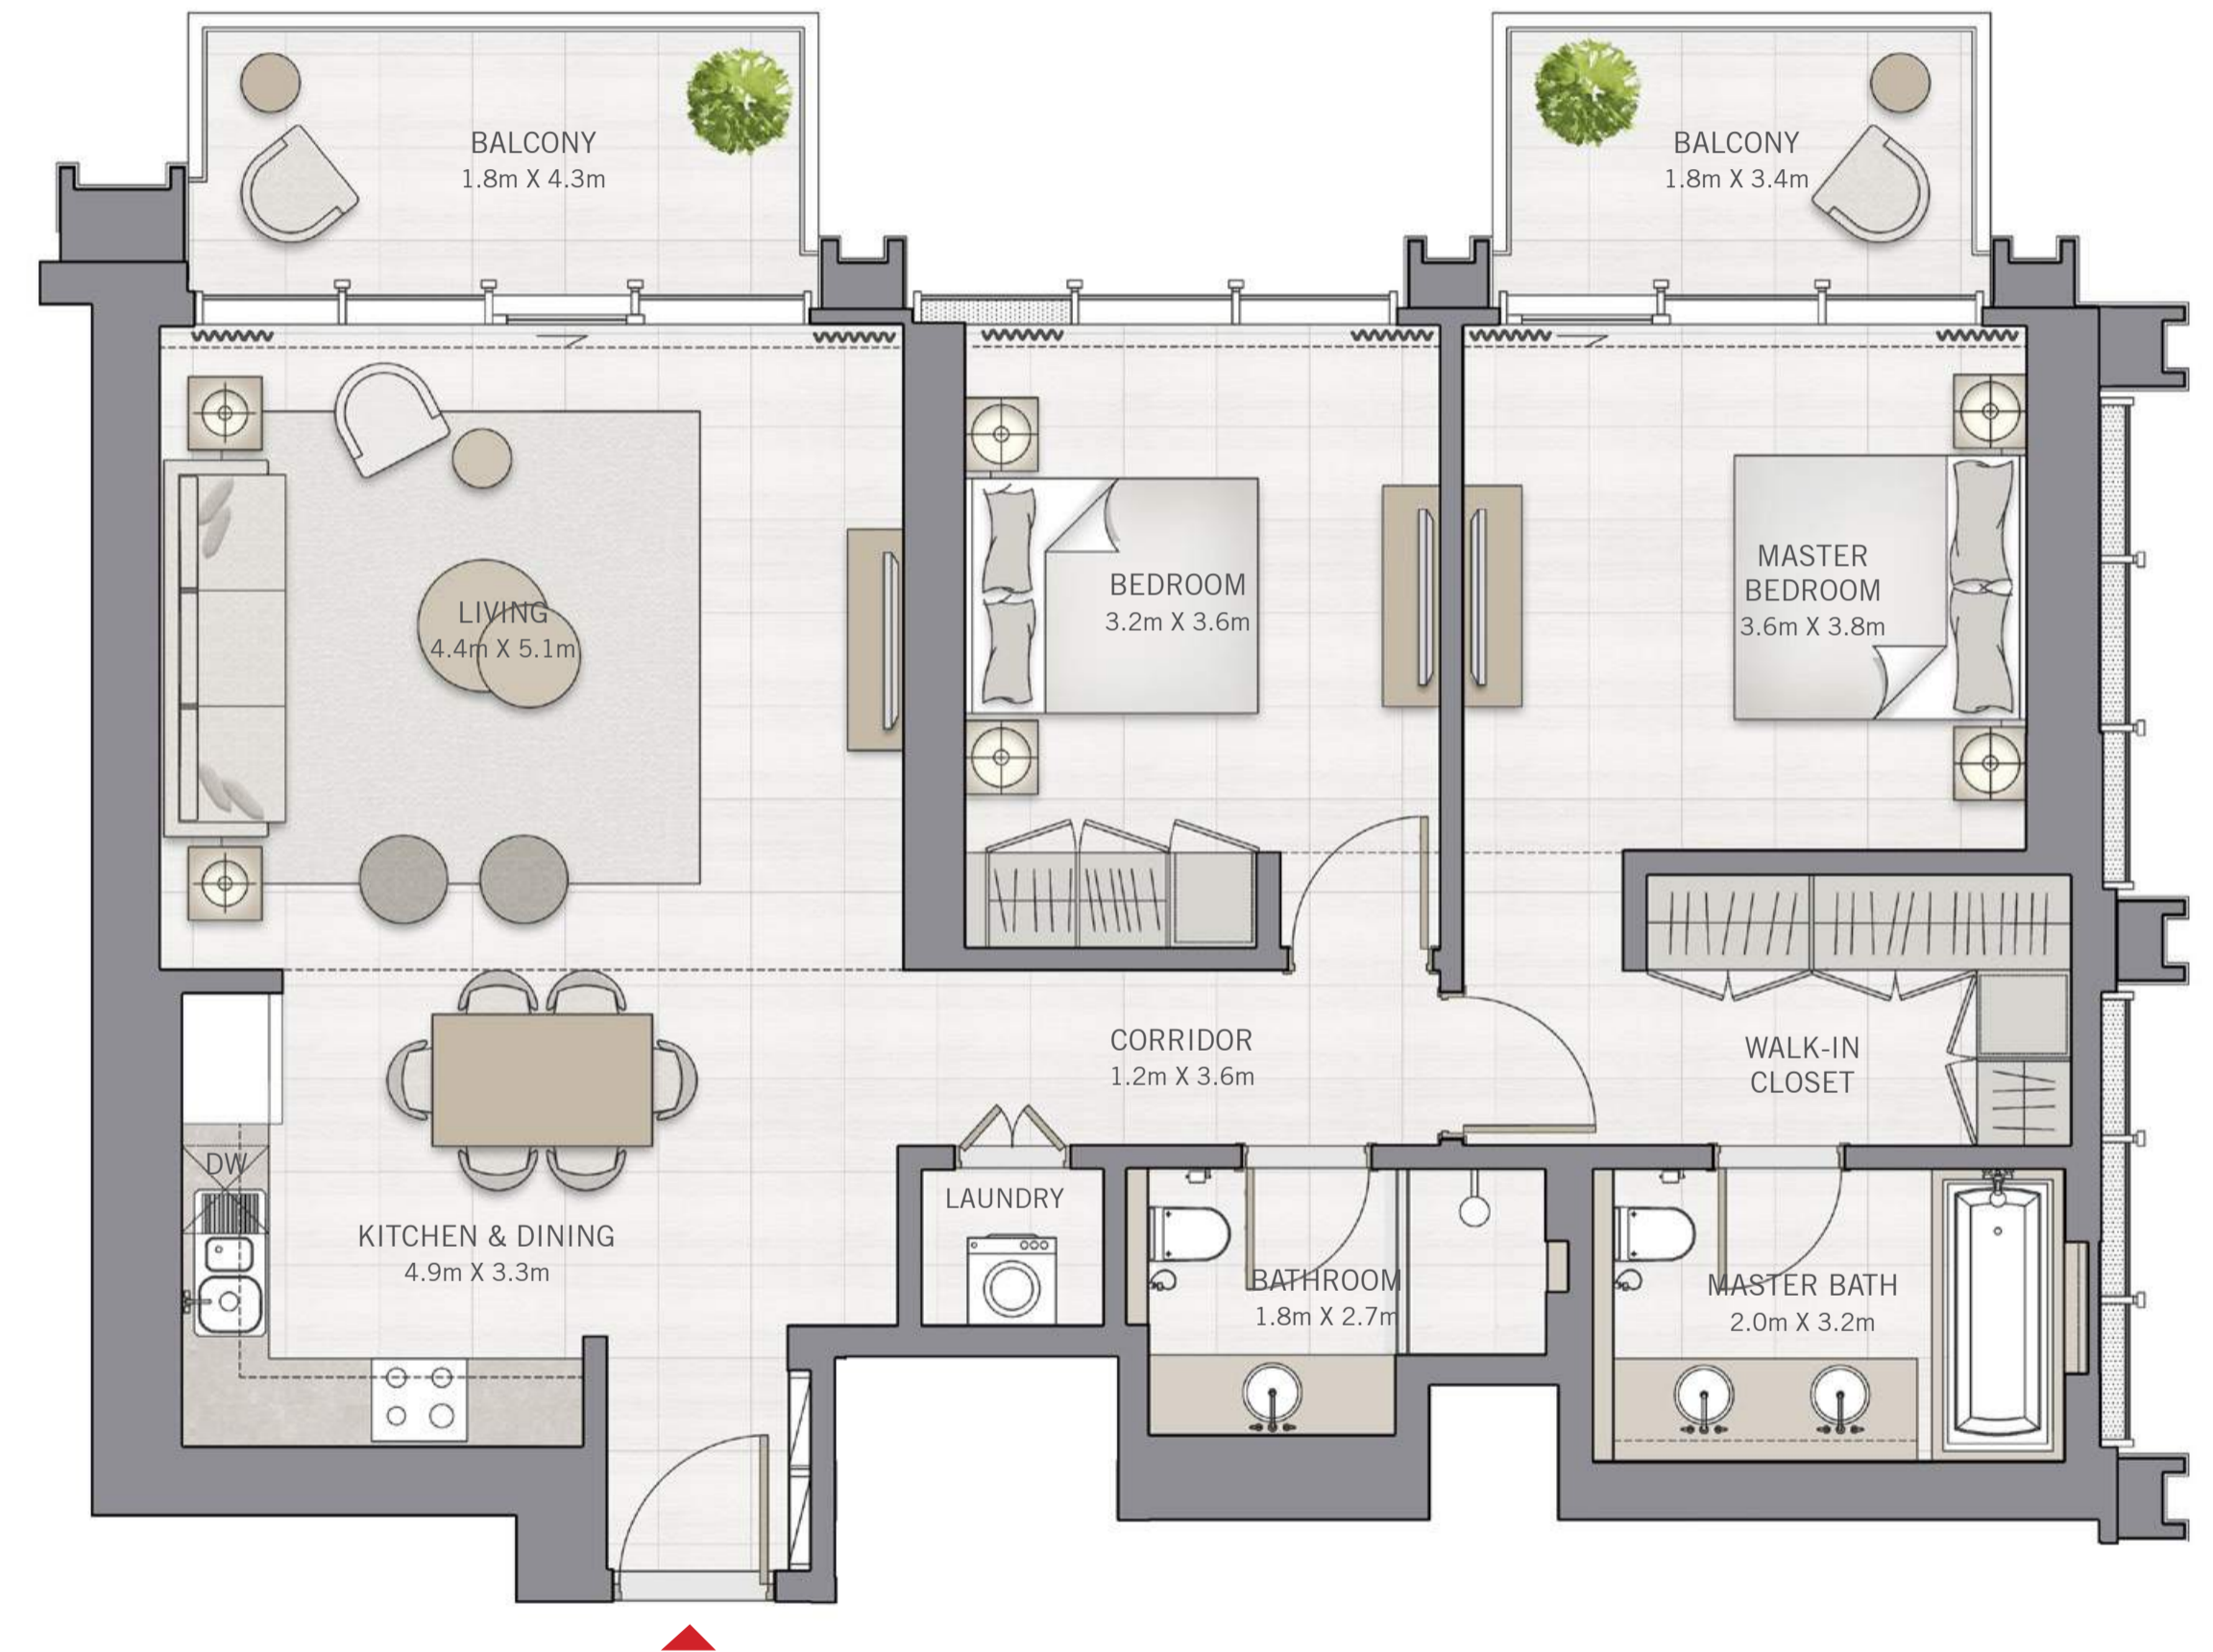 BALCONY
1.8m X 4.3m
BALCONY
1.8m X 3.4m
LIVING
4.4m X 5.1m
BEDROOM
3.2m X 3.6m
MASTER
BEDROOM
3.6m X 3.8m
CORRIDOR
1.2m X 3.6m
WALK-IN
CLOSET
DW
KITCHEN & DINING
4.9m X 3.3m
LAUNDRY
BATHROOM
1.8m X 2.7m
MASTER BATH
2.0m X 3.2m